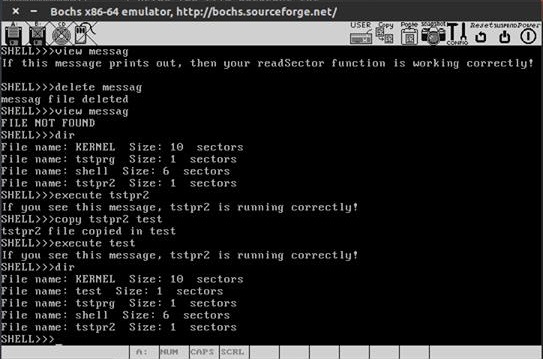 Bochs x86-64 emulator, http://bochs.sourceforge.net/
A: B: CD USER Copy Paste snapshot CONFIG Reset SUSPEND Power
SHELL>>>view messag
If this message prints out, then your readSector function is working correctly!
SHELL>>>delete messag
messag file deleted
SHELL>>>view messag
FILE NOT FOUND
SHELL>>>dir
File name: KERNEL  Size: 10  sectors
File name: tstprg  Size: 1  sectors
File name: shell  Size: 6  sectors
File name: tstpr2  Size: 1  sectors
SHELL>>>execute tstpr2
If you see this message, tstpr2 is running correctly!
SHELL>>>copy tstpr2 test
tstpr2 file copied in test
SHELL>>>execute test
If you see this message, tstpr2 is running correctly!
SHELL>>>dir
File name: KERNEL  Size: 10  sectors
File name: test  Size: 1  sectors
File name: tstprg  Size: 1  sectors
File name: shell  Size: 6  sectors
File name: tstpr2  Size: 1  sectors
SHELL>>>_
A: NUM CAPS SCRL